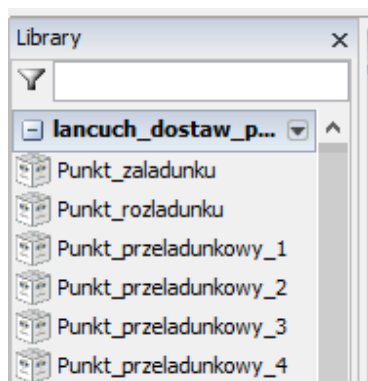 Library
lancuch_dostaw_p...
Punkt_zaladunku
Punkt_rozladunku
Punkt_przeladunkowy_1
Punkt_przeladunkowy_2
Punkt_przeladunkowy_3
Punkt_przeladunkowy_4